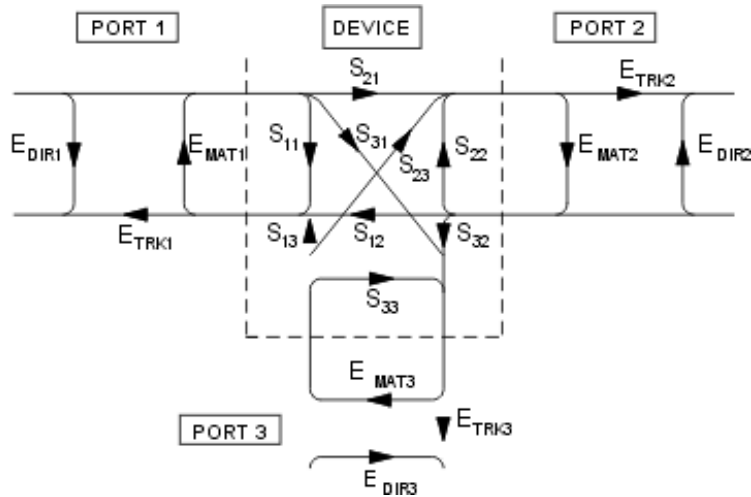 PORT 1
DEVICE
PORT 2
S21
ETRK2
EDIR1
EMAT1
S11
S31
S23
S22
EMAT2
EDIR2
ETRK1
S13
S12
S32
S33
EMAT3
PORT 3
ETRK3
EDIR3